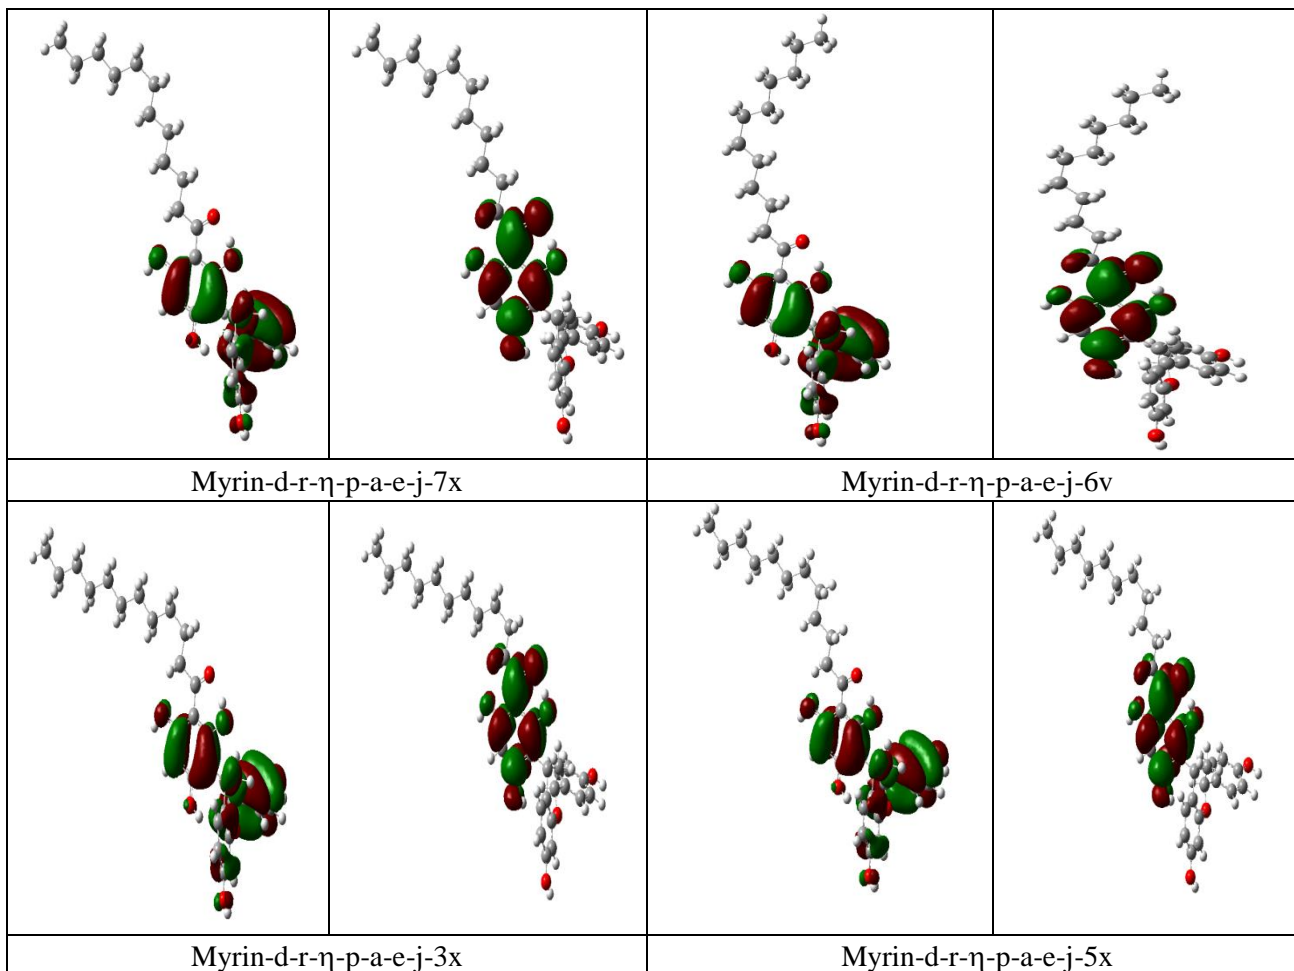 Myrin-d-r-η-p-a-e-j-7x
Myrin-d-r-η-p-a-e-j-6v
Myrin-d-r-η-p-a-e-j-3x
Myrin-d-r-η-p-a-e-j-5x